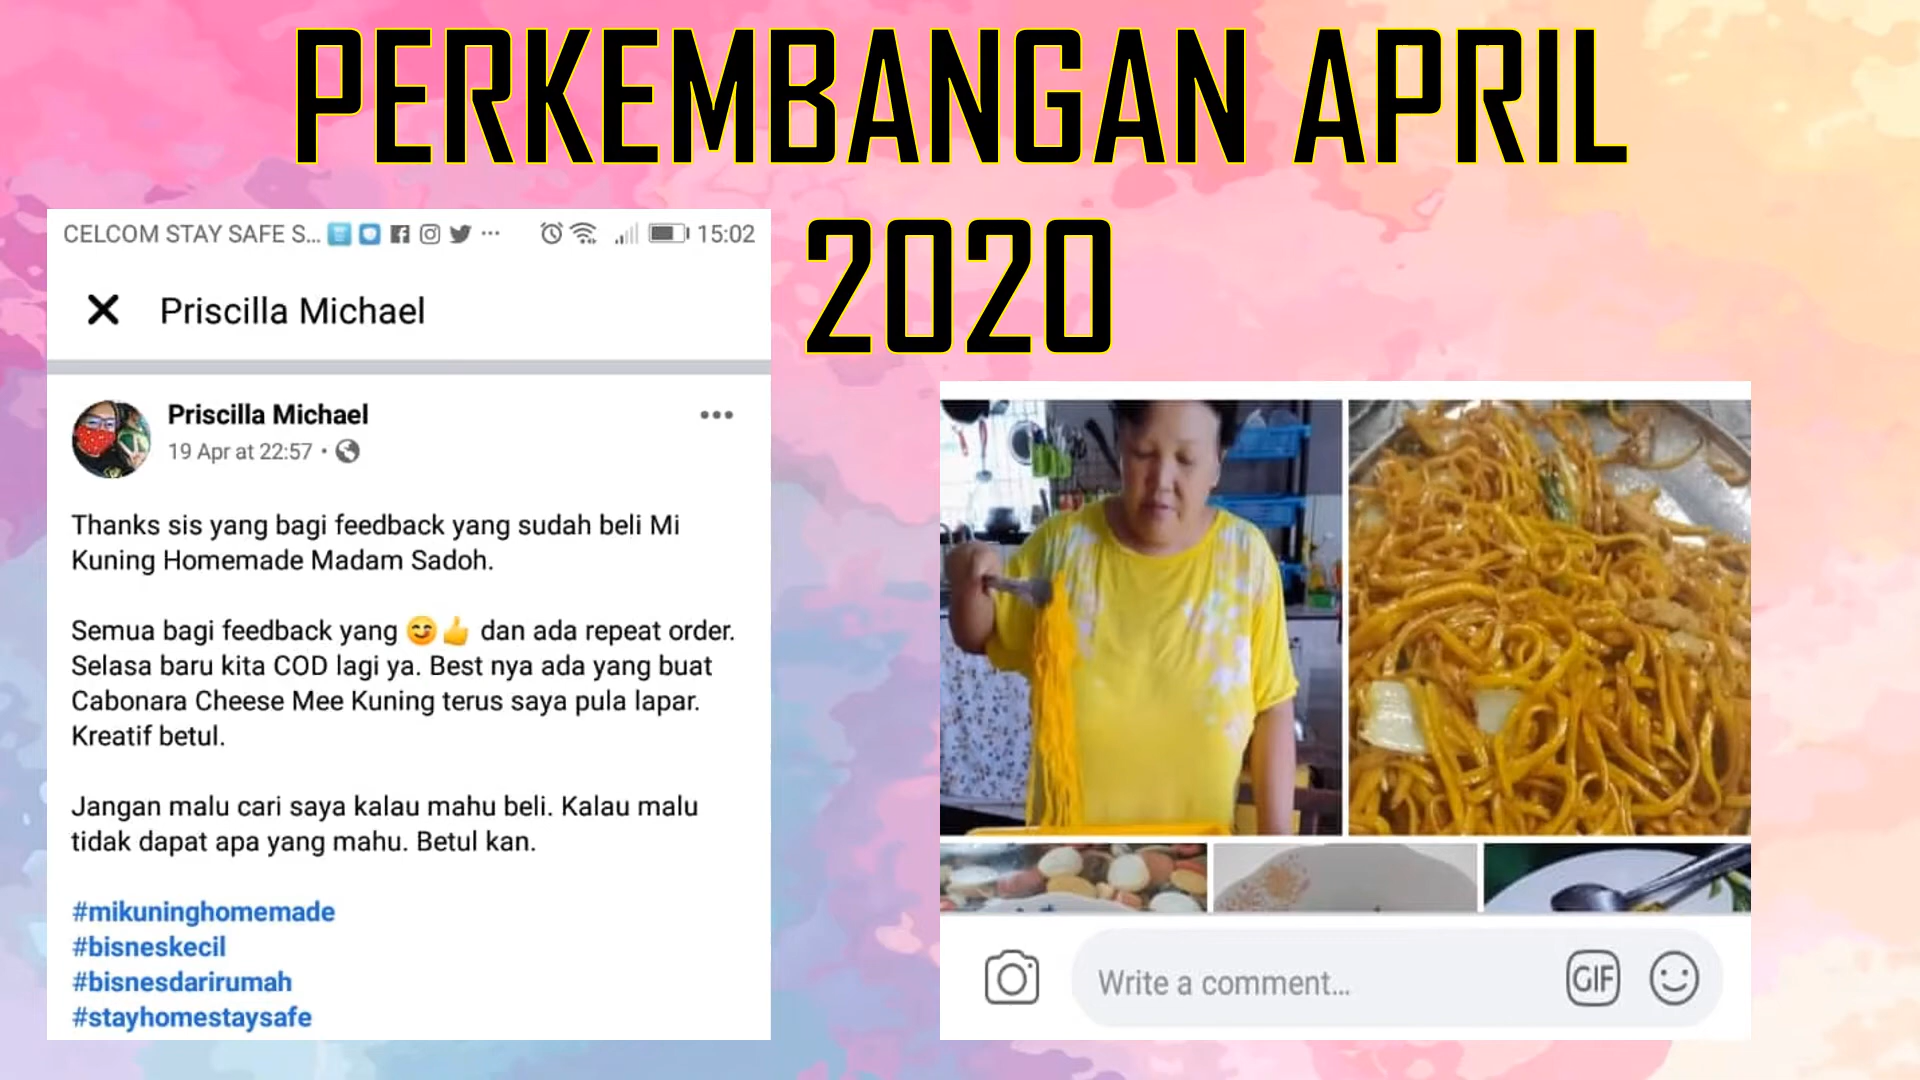 PERKEMBANGAN APRIL
2020
CELCOM STAY SAFE S... ··· 15:02
Priscilla Michael
Priscilla Michael
19 Apr at 22:57 ·
Thanks sis yang bagi feedback yang sudah beli Mi
Kuning Homemade Madam Sadoh.
Semua bagi feedback yang 😊👍 dan ada repeat order.
Selasa baru kita COD lagi ya. Best nya ada yang buat
Cabonara Cheese Mee Kuning terus saya pula lapar.
Kreatif betul.
Jangan malu cari saya kalau mahu beli. Kalau malu
tidak dapat apa yang mahu. Betul kan.
#mikuninghomemade
#bisneskecil
#bisnesdarirumah
#stayhomestaysafe
Write a comment... GIF